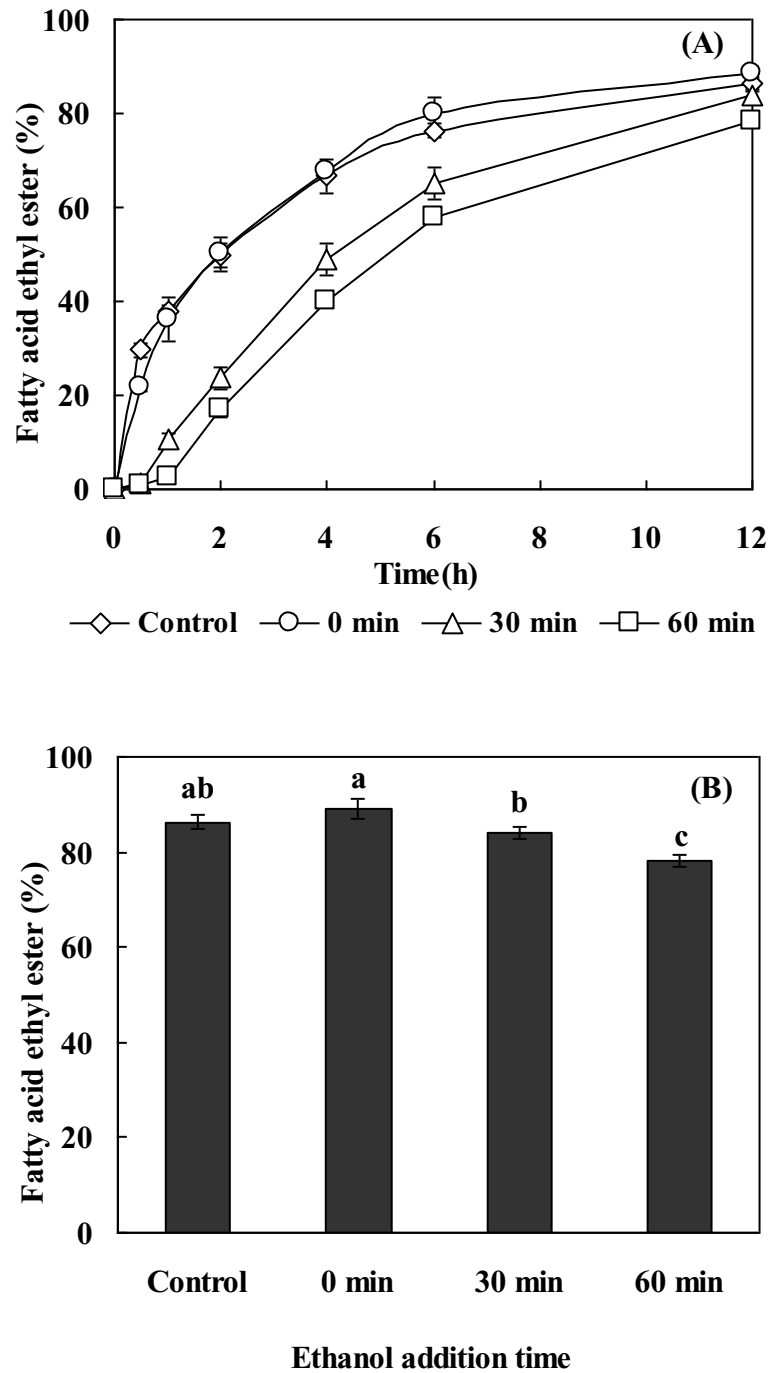 100
(A)
80
60
40
20
0
Fatty acid ethyl ester (%)
0 2 4 6 8 10 12
Time(h)
Control 0 min 30 min 60 min
100
(B)
80
60
40
20
0
Fatty acid ethyl ester (%)
ab a b c
Control 0 min 30 min 60 min
Ethanol addition time